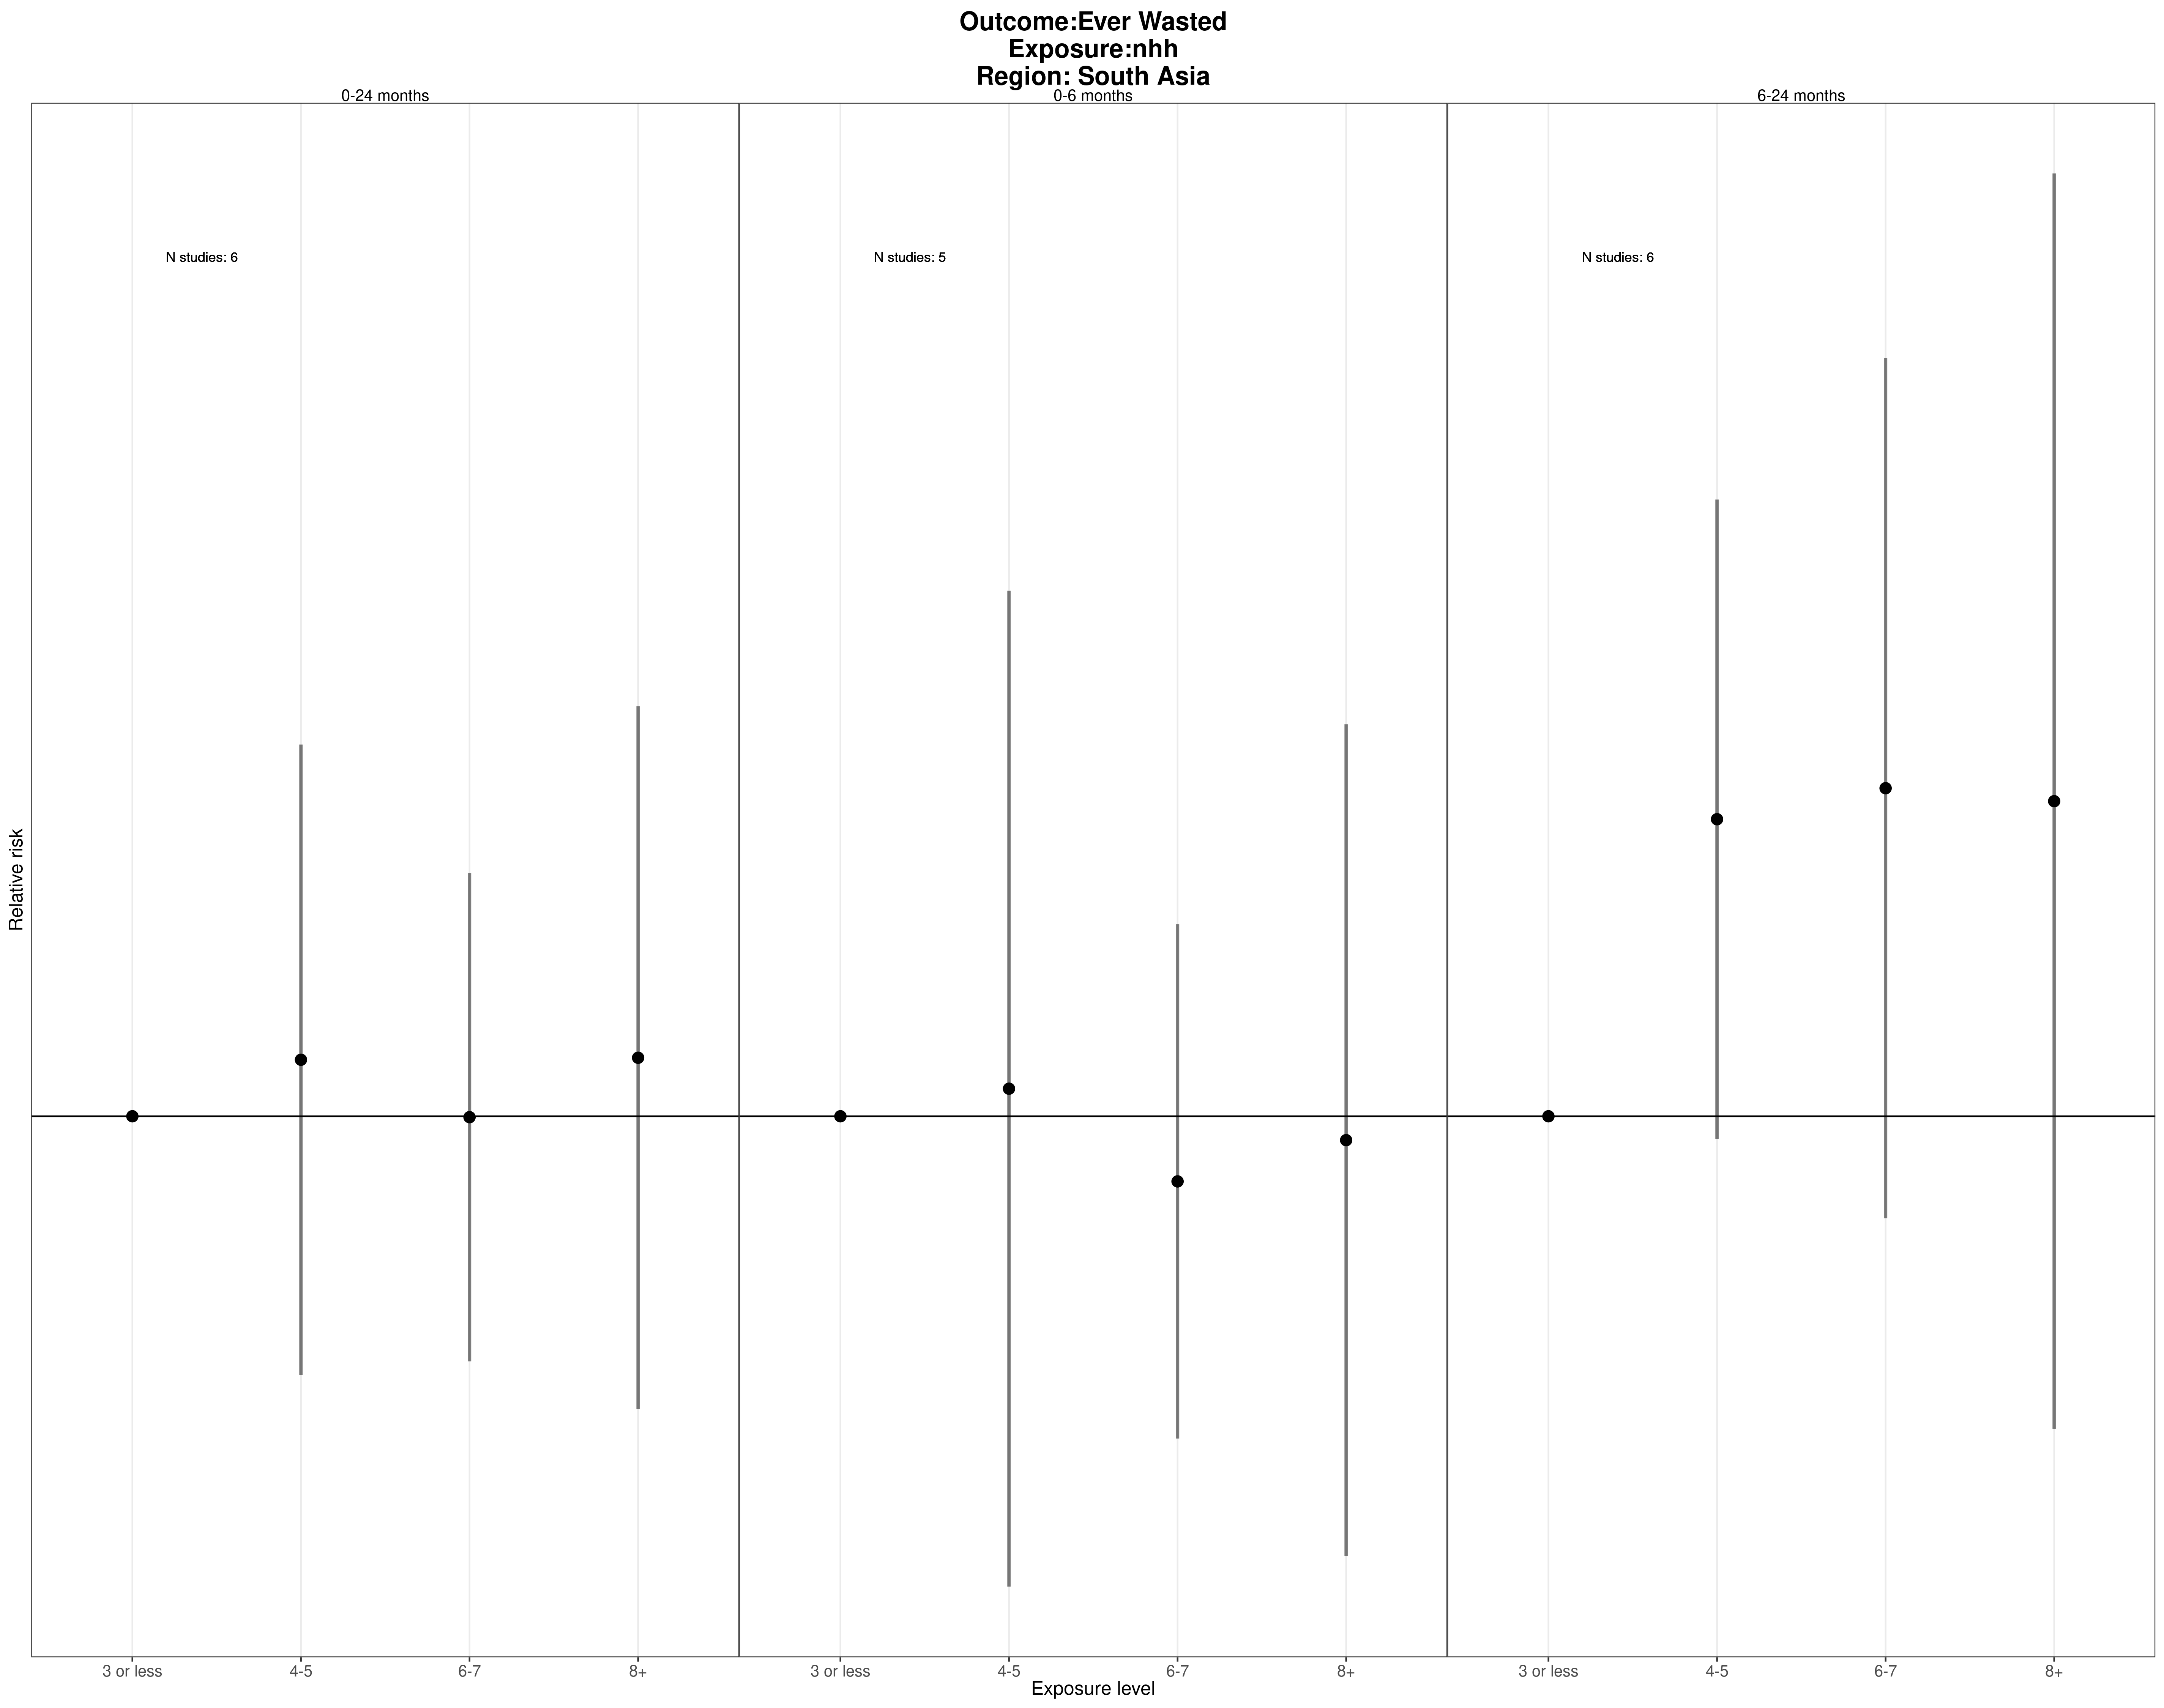 Outcome:Ever Wasted
Exposure:nhh
Region: South Asia
0-24 months
0-6 months
6-24 months
N studies: 6
N studies: 5
N studies: 6
Relative risk
3 or less
4-5
6-7
8+
3 or less
4-5
6-7
8+
3 or less
4-5
6-7
8+
Exposure level